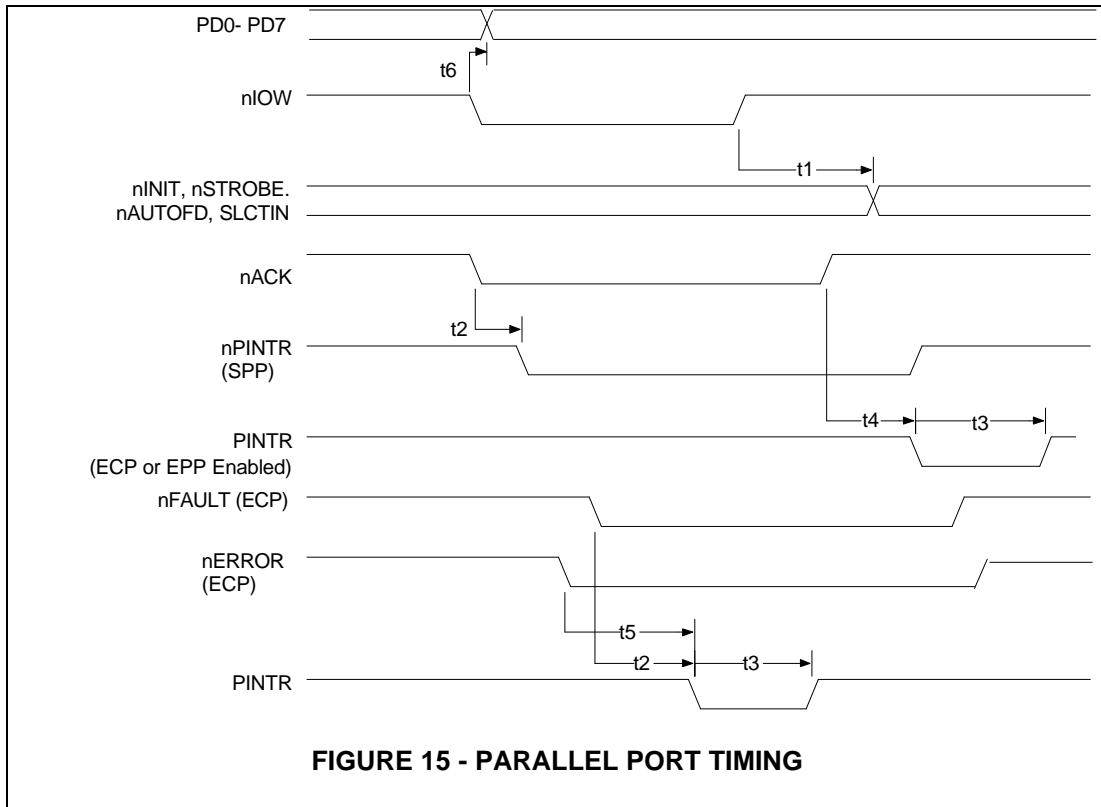 PD0- PD7
t6
nIOW
t1
nINIT, nSTROBE.
nAUTOFD, SLCTIN
nACK
t2
nPINTR
(SPP)
t4
t3
PINTR
(ECP or EPP Enabled)
nFAULT (ECP)
nERROR
(ECP)
t5
t2
t3
PINTR
FIGURE 15 - PARALLEL PORT TIMING